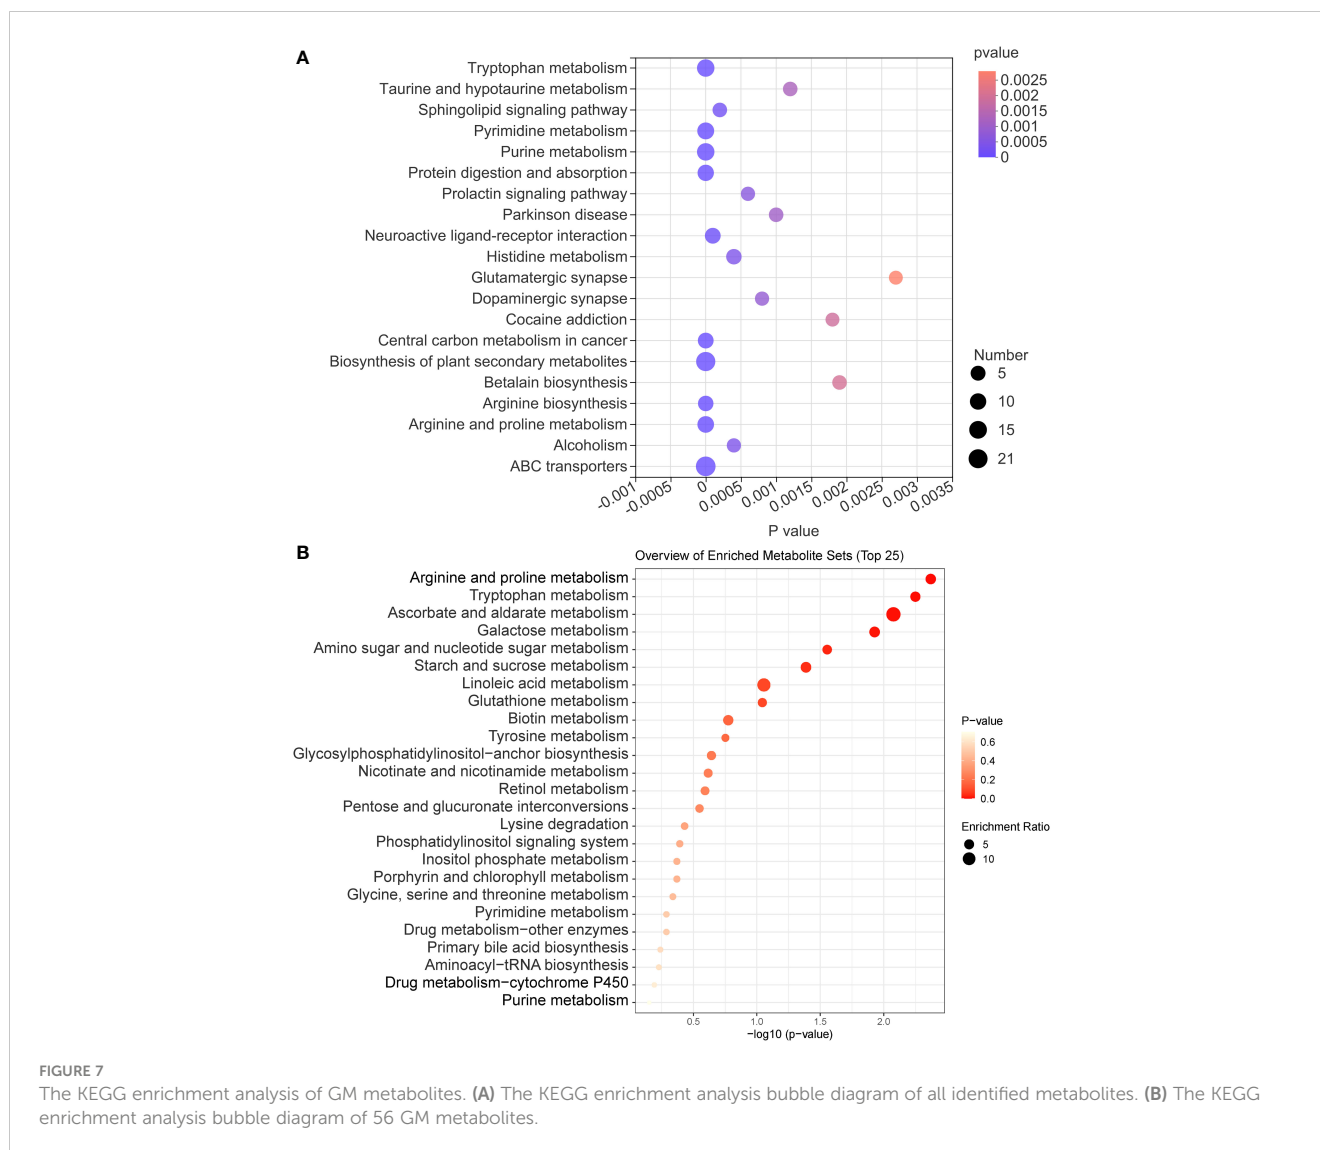 A
pvalue
0.0025
0.002
0.0015
0.001
0.0005
0
Tryptophan metabolism
Taurine and hypotaurine metabolism
Sphingolipid signaling pathway
Pyrimidine metabolism
Purine metabolism
Protein digestion and absorption
Prolactin signaling pathway
Parkinson disease
Neuroactive ligand-receptor interaction
Histidine metabolism
Glutamatergic synapse
Dopaminergic synapse
Cocaine addiction
Central carbon metabolism in cancer
Biosynthesis of plant secondary metabolites
Betalain biosynthesis
Arginine biosynthesis
Arginine and proline metabolism
Alcoholism
ABC transporters
Number
5
10
15
21
-0.001 -0.0005 0 0.0005 0.001 0.0015 0.002 0.0025 0.003 0.0035
P value
B
Overview of Enriched Metabolite Sets (Top 25)
Arginine and proline metabolism
Tryptophan metabolism
Ascorbate and aldarate metabolism
Galactose metabolism
Amino sugar and nucleotide sugar metabolism
Starch and sucrose metabolism
Linoleic acid metabolism
Glutathione metabolism
Biotin metabolism
Tyrosine metabolism
Glycosylphosphatidylinositol−anchor biosynthesis
Nicotinate and nicotinamide metabolism
Retinol metabolism
Pentose and glucuronate interconversions
Lysine degradation
Phosphatidylinositol signaling system
Inositol phosphate metabolism
Porphyrin and chlorophyll metabolism
Glycine, serine and threonine metabolism
Pyrimidine metabolism
Drug metabolism−other enzymes
Primary bile acid biosynthesis
Aminoacyl−tRNA biosynthesis
Drug metabolism−cytochrome P450
Purine metabolism
P−value
0.6
0.4
0.2
0.0
Enrichment Ratio
5
10
0.5 1.0 1.5 2.0
−log10 (p−value)
FIGURE 7
The KEGG enrichment analysis of GM metabolites. (A) The KEGG enrichment analysis bubble diagram of all identified metabolites. (B) The KEGG
enrichment analysis bubble diagram of 56 GM metabolites.